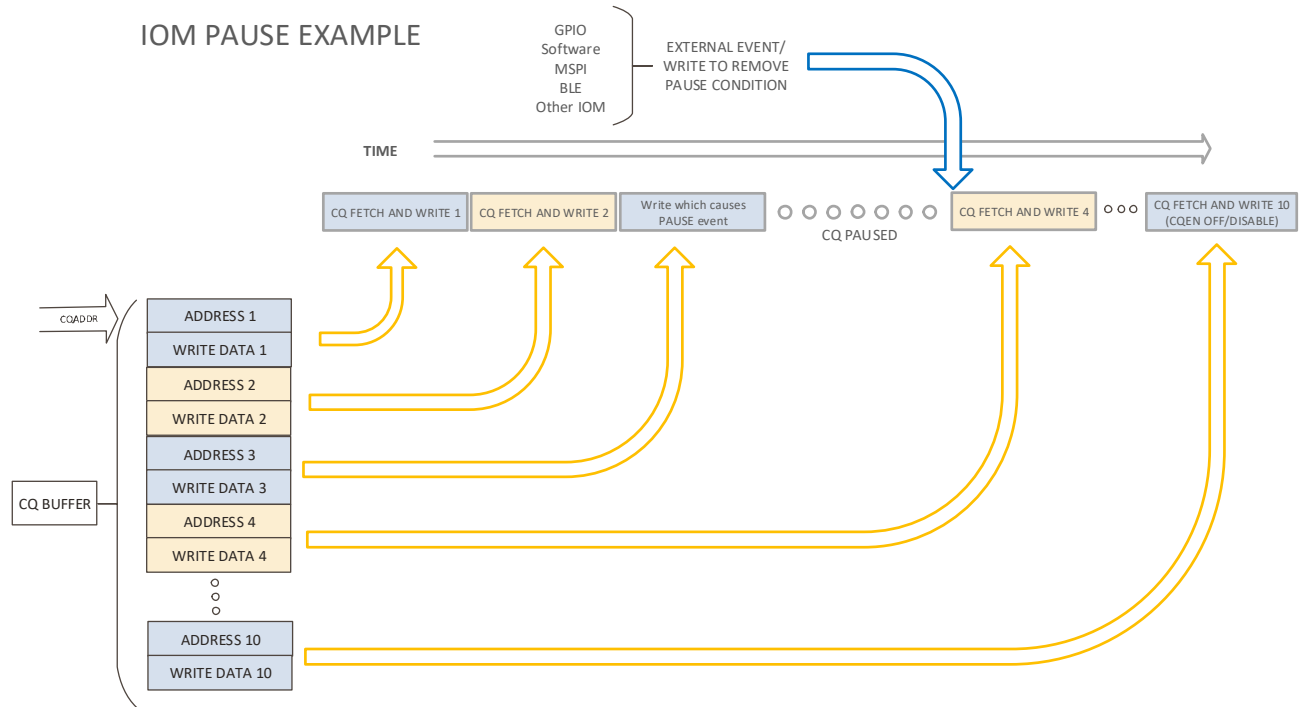 IOM PAUSE EXAMPLE
GPIO
Software
MSPI
BLE
Other IOM
EXTERNAL EVENT/
WRITE TO REMOVE
PAUSE CONDITION
TIME
CQ FETCH AND WRITE 1
CQ FETCH AND WRITE 2
Write which causes
PAUSE event
CQ PAUSED
CQ FETCH AND WRITE 4
CQ FETCH AND WRITE 10
(CQEN OFF/DISABLE)
CQADDR
ADDRESS 1
WRITE DATA 1
ADDRESS 2
WRITE DATA 2
ADDRESS 3
WRITE DATA 3
ADDRESS 4
WRITE DATA 4
ADDRESS 10
WRITE DATA 10
CQ BUFFER